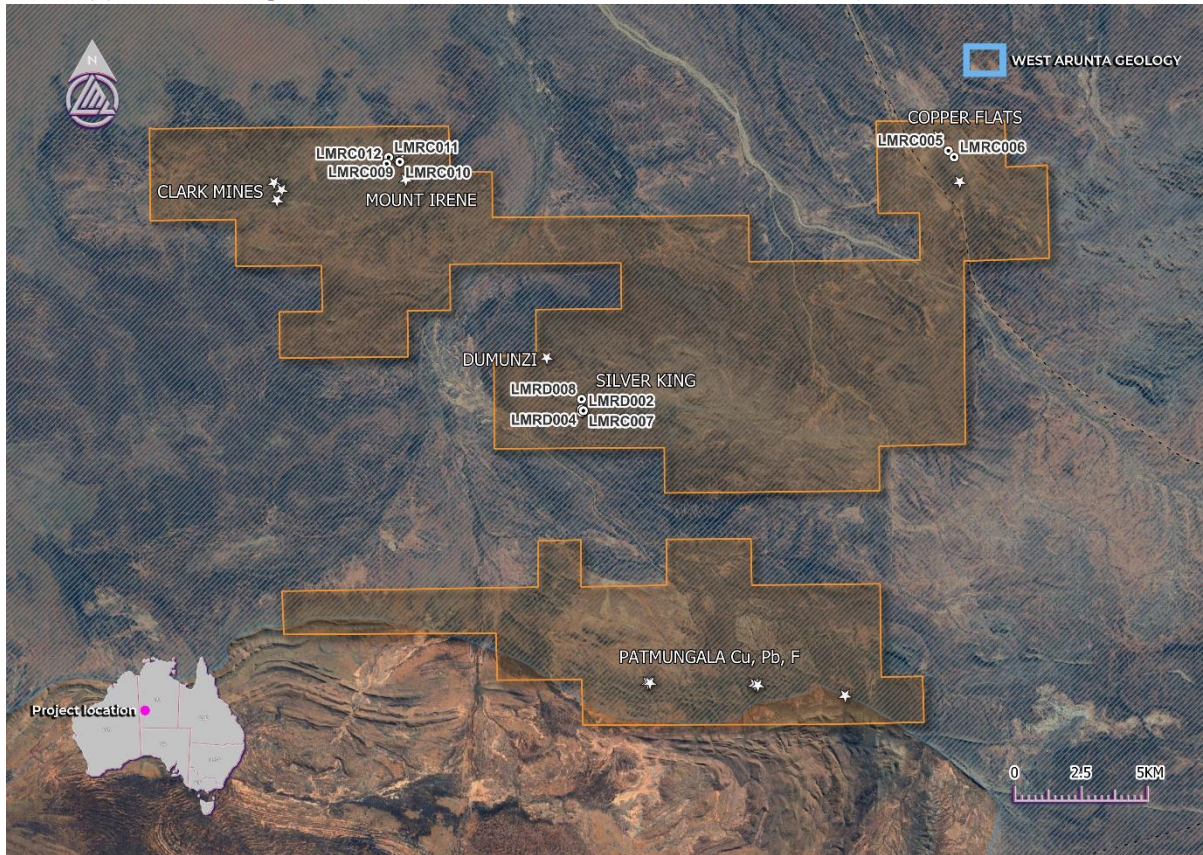 N
WEST ARUNTA GEOLOGY
COPPER FLATS
LMRC005
LMRC006
LMRC011
LMRC012
LMRC009
LMRC010
CLARK MINES
MOUNT IRENE
DUMUNZI
SILVER KING
LMRD008
LMRD002
LMRD004
LMRC007
PATMUNGALA Cu, Pb, F
Project location
0 2.5 5KM